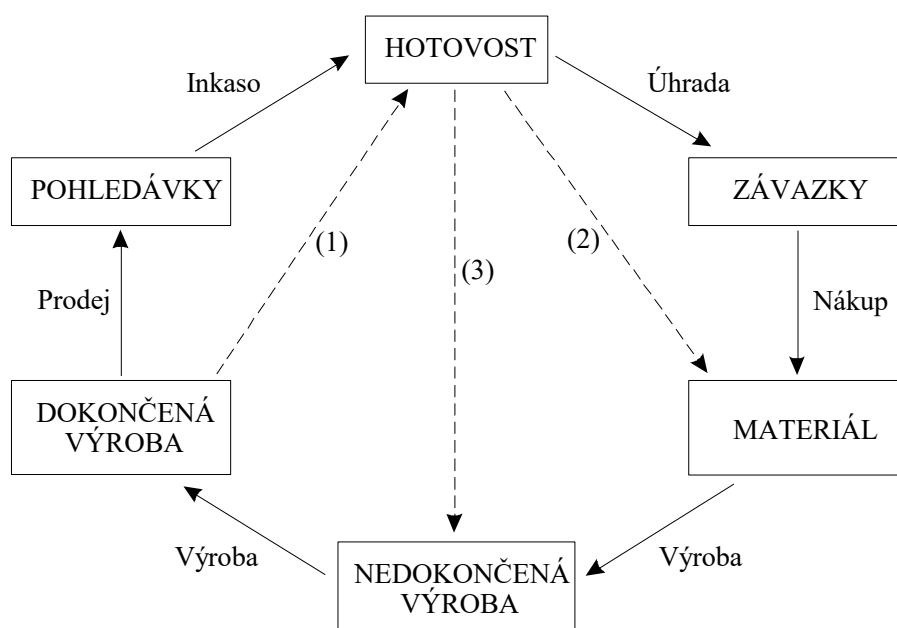 HOTOVOST
Inkaso
Úhrada
POHLEDÁVKY
ZÁVAZKY
(1)
(2)
(3)
Prodej
Nákup
DOKONČENÁ
VÝROBA
MATERIÁL
Výroba
Výroba
NEDOKONČENÁ
VÝROBA